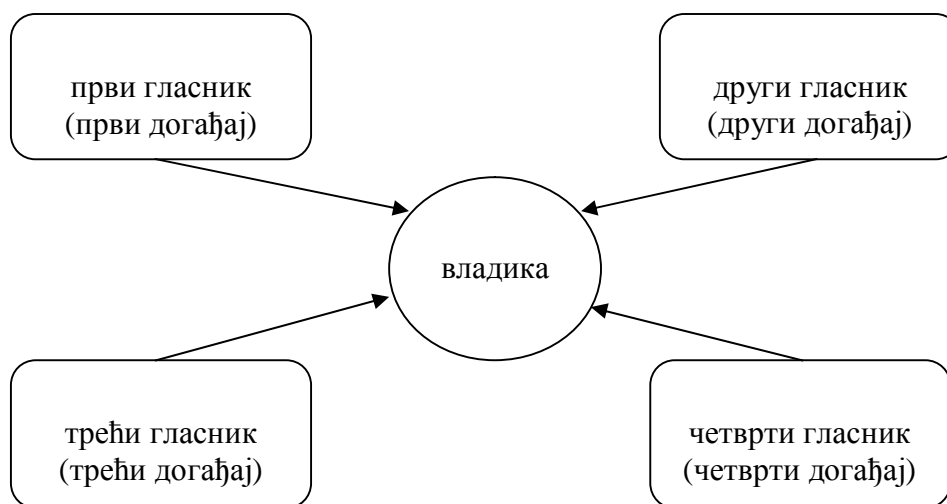 први гласник
(први догађај)
други гласник
(други догађај)
владика
трећи гласник
(трећи догађај)
четврти гласник
(четврти догађај)